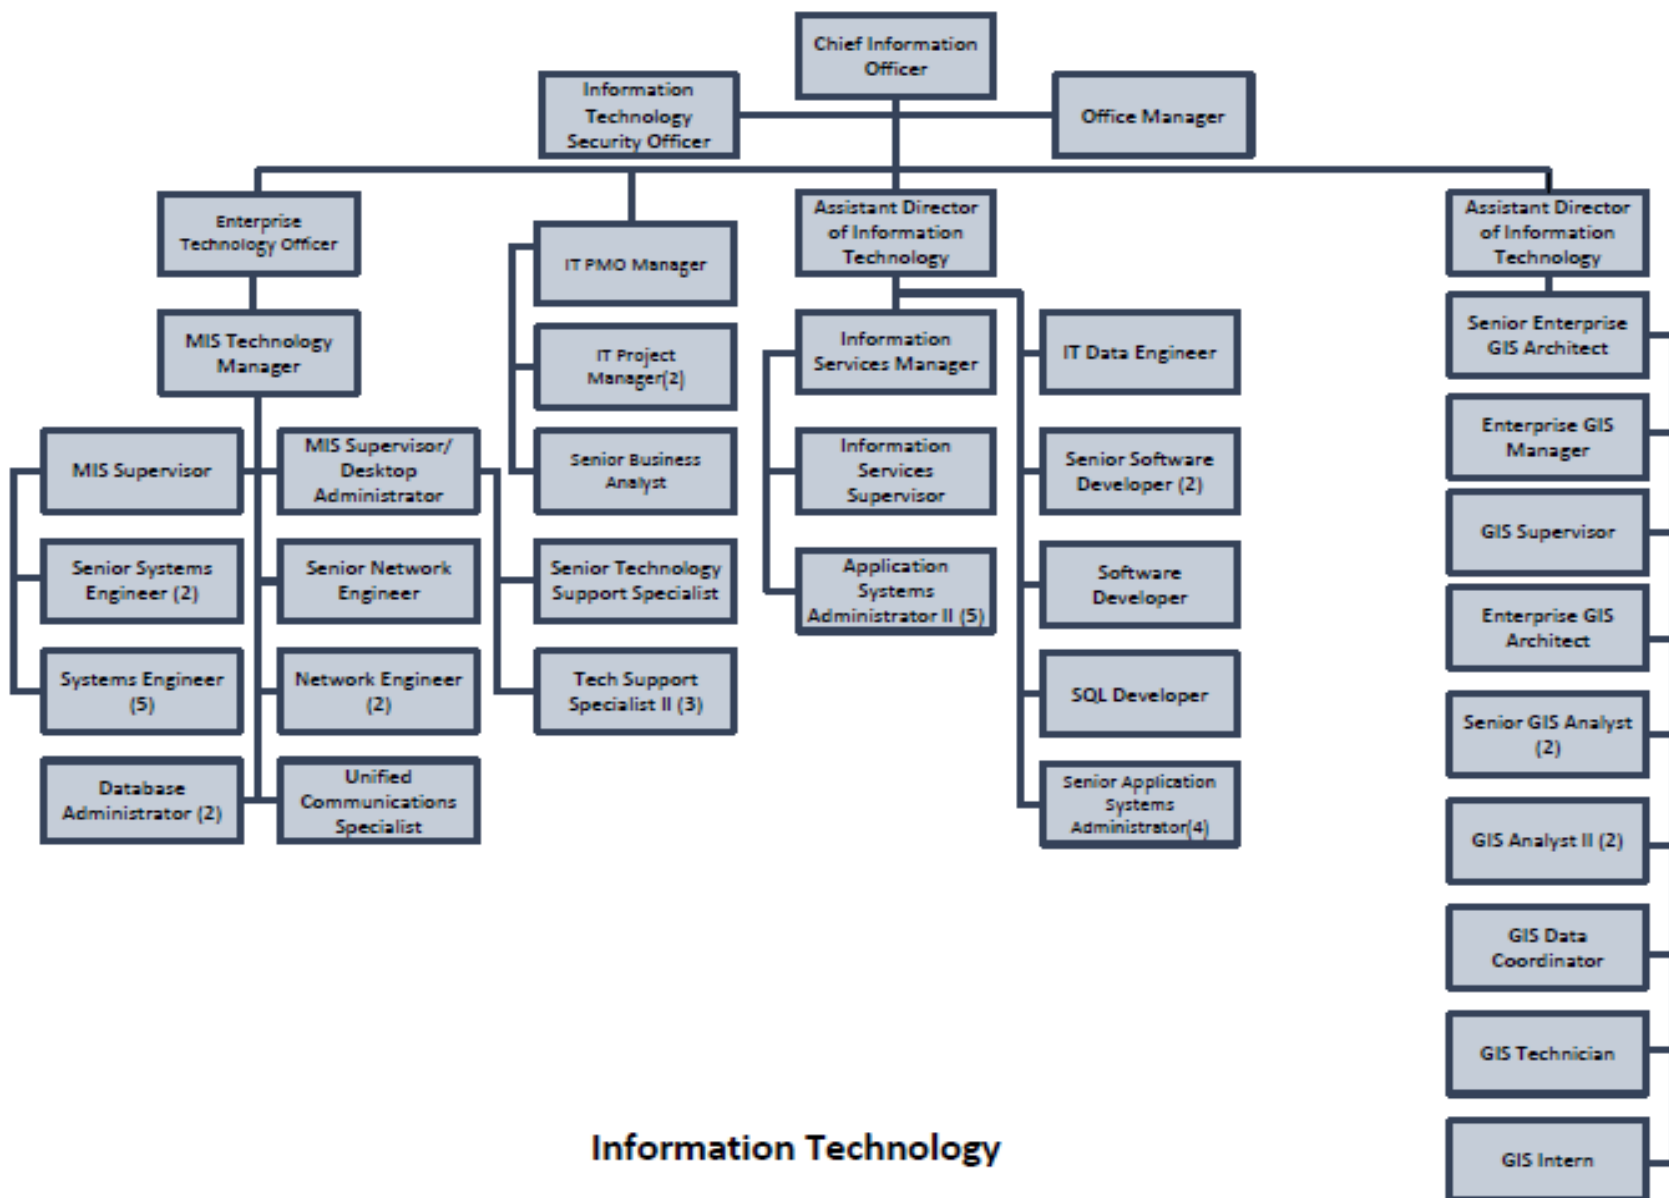 Chief Information
Officer
Information
Technology
Security Officer
Office Manager
Enterprise
Technology Officer
IT PMO Manager
Assistant Director
of Information
Technology
Assistant Director
of Information
Technology
MIS Technology
Manager
IT Project
Manager(2)
Information
Services Manager
IT Data Engineer
Senior Enterprise
GIS Architect
MIS Supervisor
MIS Supervisor/
Desktop
Administrator
Senior Business
Analyst
Information
Services
Supervisor
Senior Software
Developer (2)
Enterprise GIS
Manager
GIS Supervisor
Senior Systems
Engineer (2)
Senior Network
Engineer
Senior Technology
Support Specialist
Application
Systems
Administrator II (5)
Software
Developer
Enterprise GIS
Architect
Systems Engineer
(5)
Network Engineer
(2)
Tech Support
Specialist II (3)
SQL Developer
Senior GIS Analyst
(2)
Database
Administrator (2)
Unified
Communications
Specialist
Senior Application
Systems
Administrator(4)
GIS Analyst II (2)
GIS Data
Coordinator
GIS Technician
GIS Intern
Information Technology